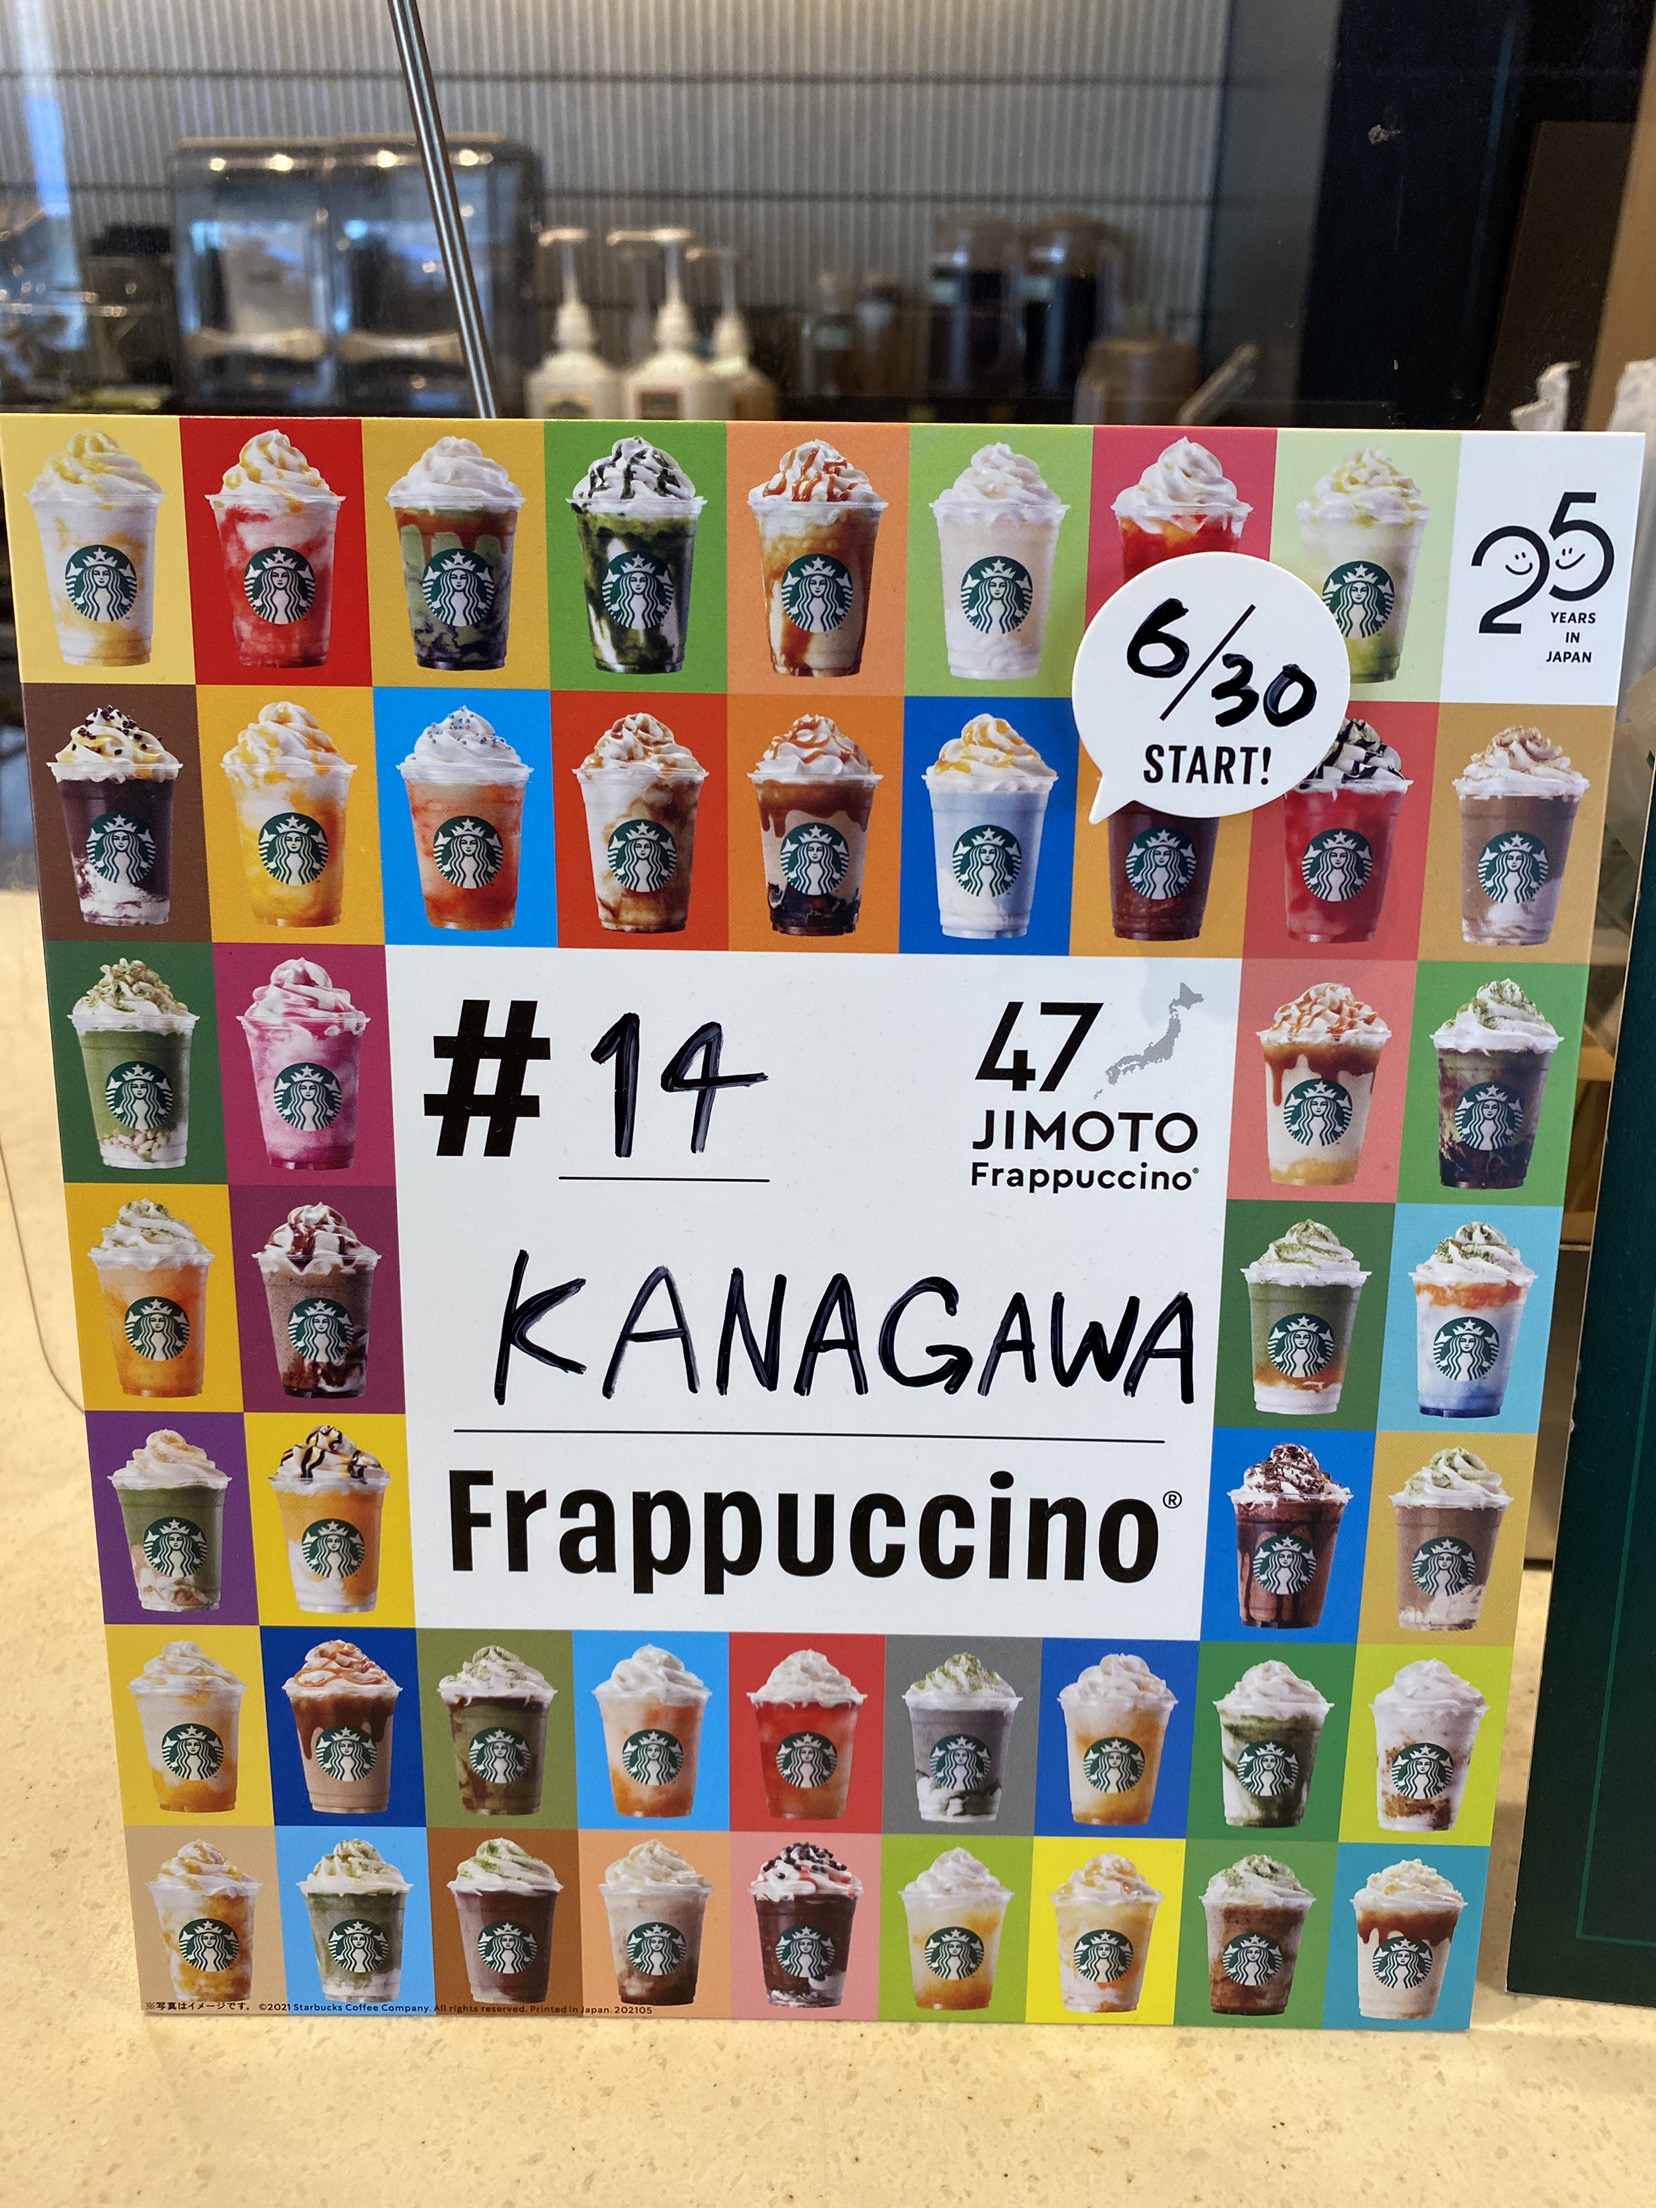 25
YEARS
IN
JAPAN
6/30
START!
#14
47
JIMOTO
Frappuccino®
KANAGAWA
Frappuccino®
※写真はイメージです。 ©2021 Starbucks Coffee Company. All rights reserved. Printed in Japan. 202105